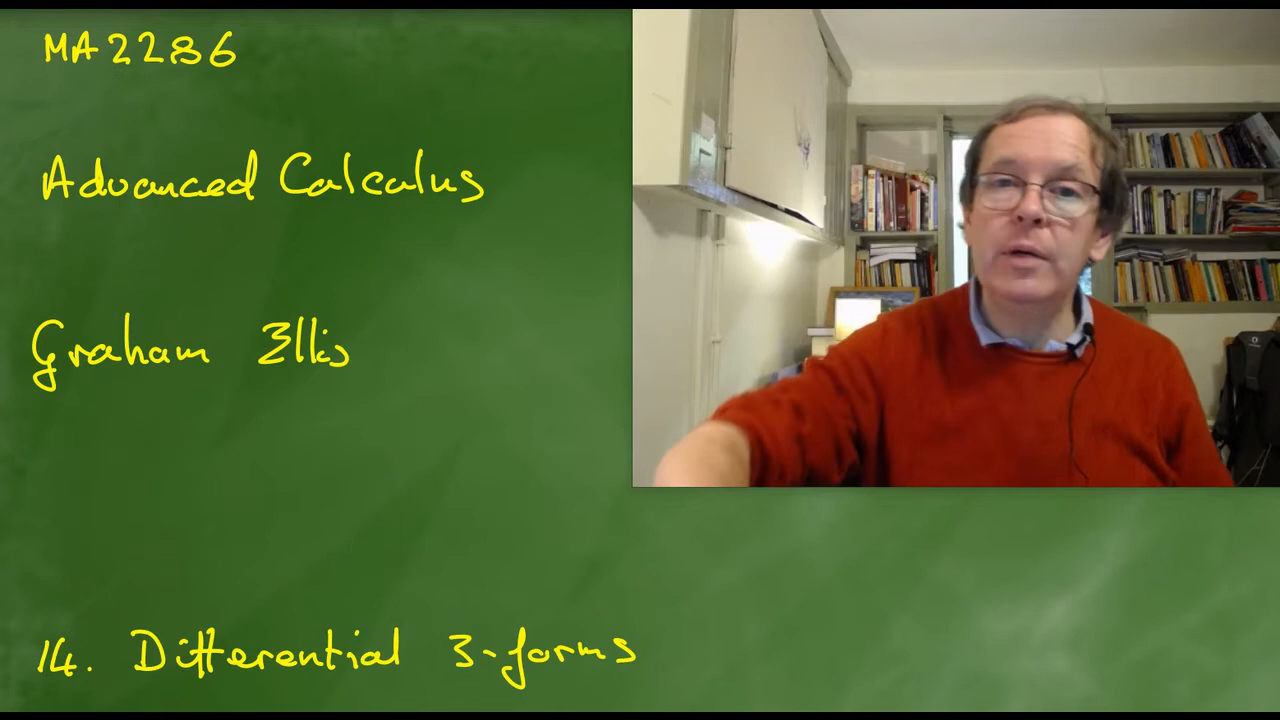 MA2286
Advanced Calculus
Graham Ellis
14. Differential 3-forms